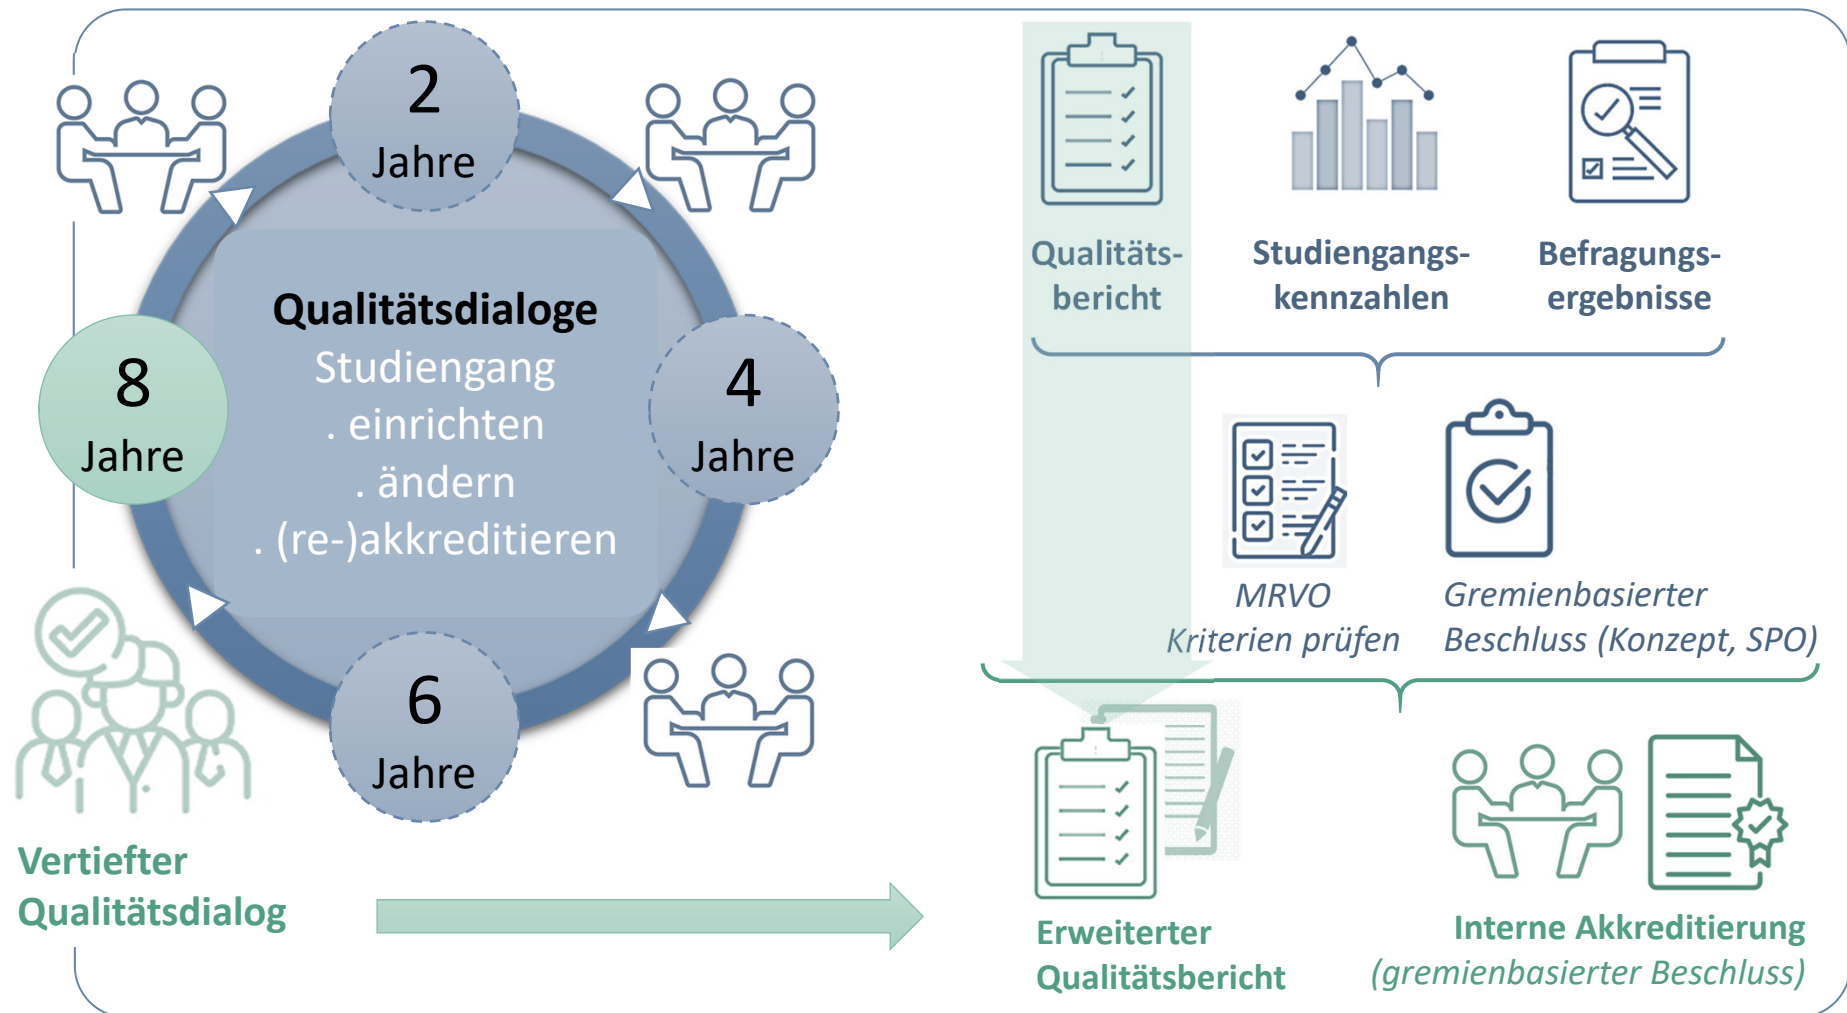 2
Jahre
4
Jahre
6
Jahre
8
Jahre
Qualitätsdialoge
Studiengang
. einrichten
. ändern
. (re-)akkreditieren
Vertiefter
Qualitätsdialog
Qualitäts-
bericht
Studiengangs-
kennzahlen
Befragungs-
ergebnisse
MRVO
Kriterien prüfen
Gremienbasierter
Beschluss (Konzept, SPO)
Erweiterter
Qualitätsbericht
Interne Akkreditierung
(gremienbasierter Beschluss)